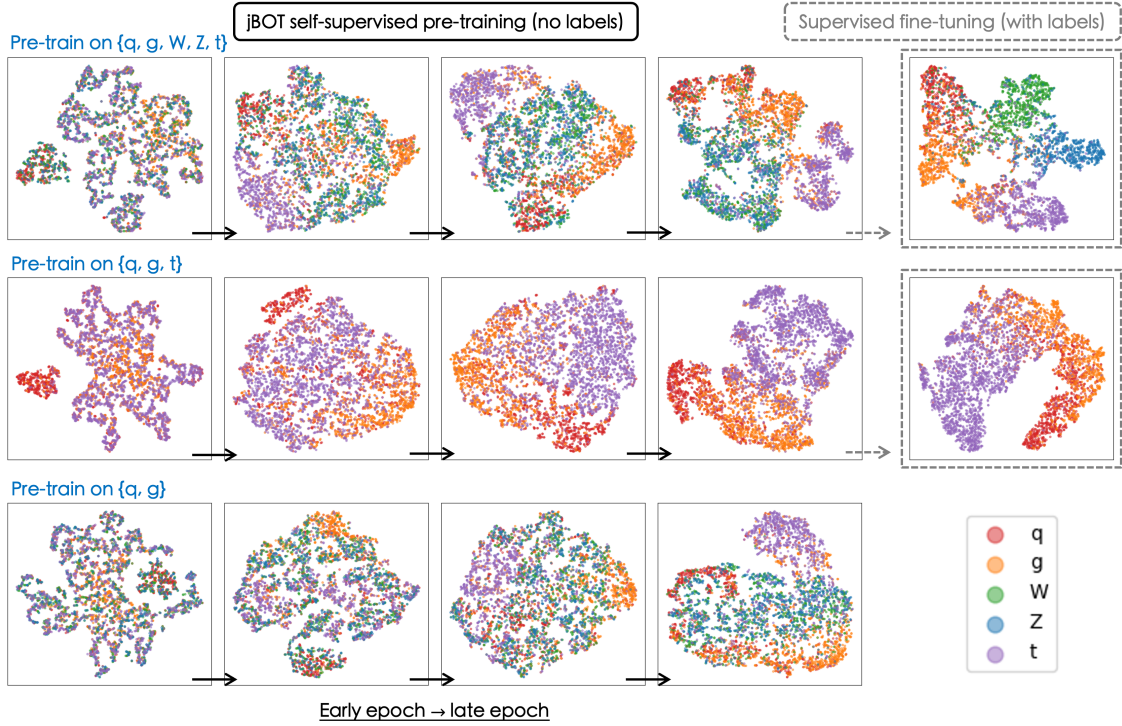 jBOT self-supervised pre-training (no labels)
Supervised fine-tuning (with labels)
Pre-train on {q, g, W, Z, t}
Pre-train on {q, g, t}
Pre-train on {q, g}
q
g
W
Z
t
Early epoch → late epoch